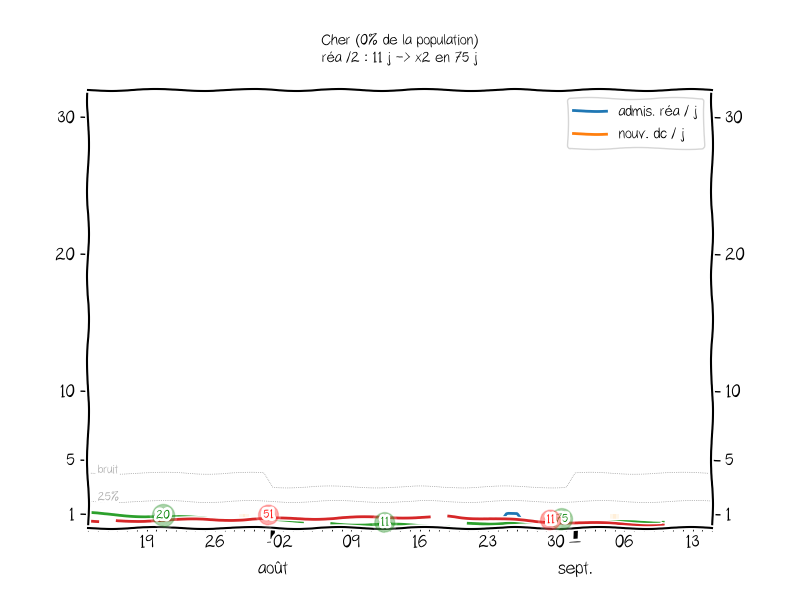 Cher (0% de la population)
réa /2 : 11 j -> x2 en 75 j
admis. réa / j
nouv. dc / j
30 30
20 20
10 10
5 5
1 1
bruit
25%
20 51 11 11
19 26 02 09 16 23 30 06 13
août sept.